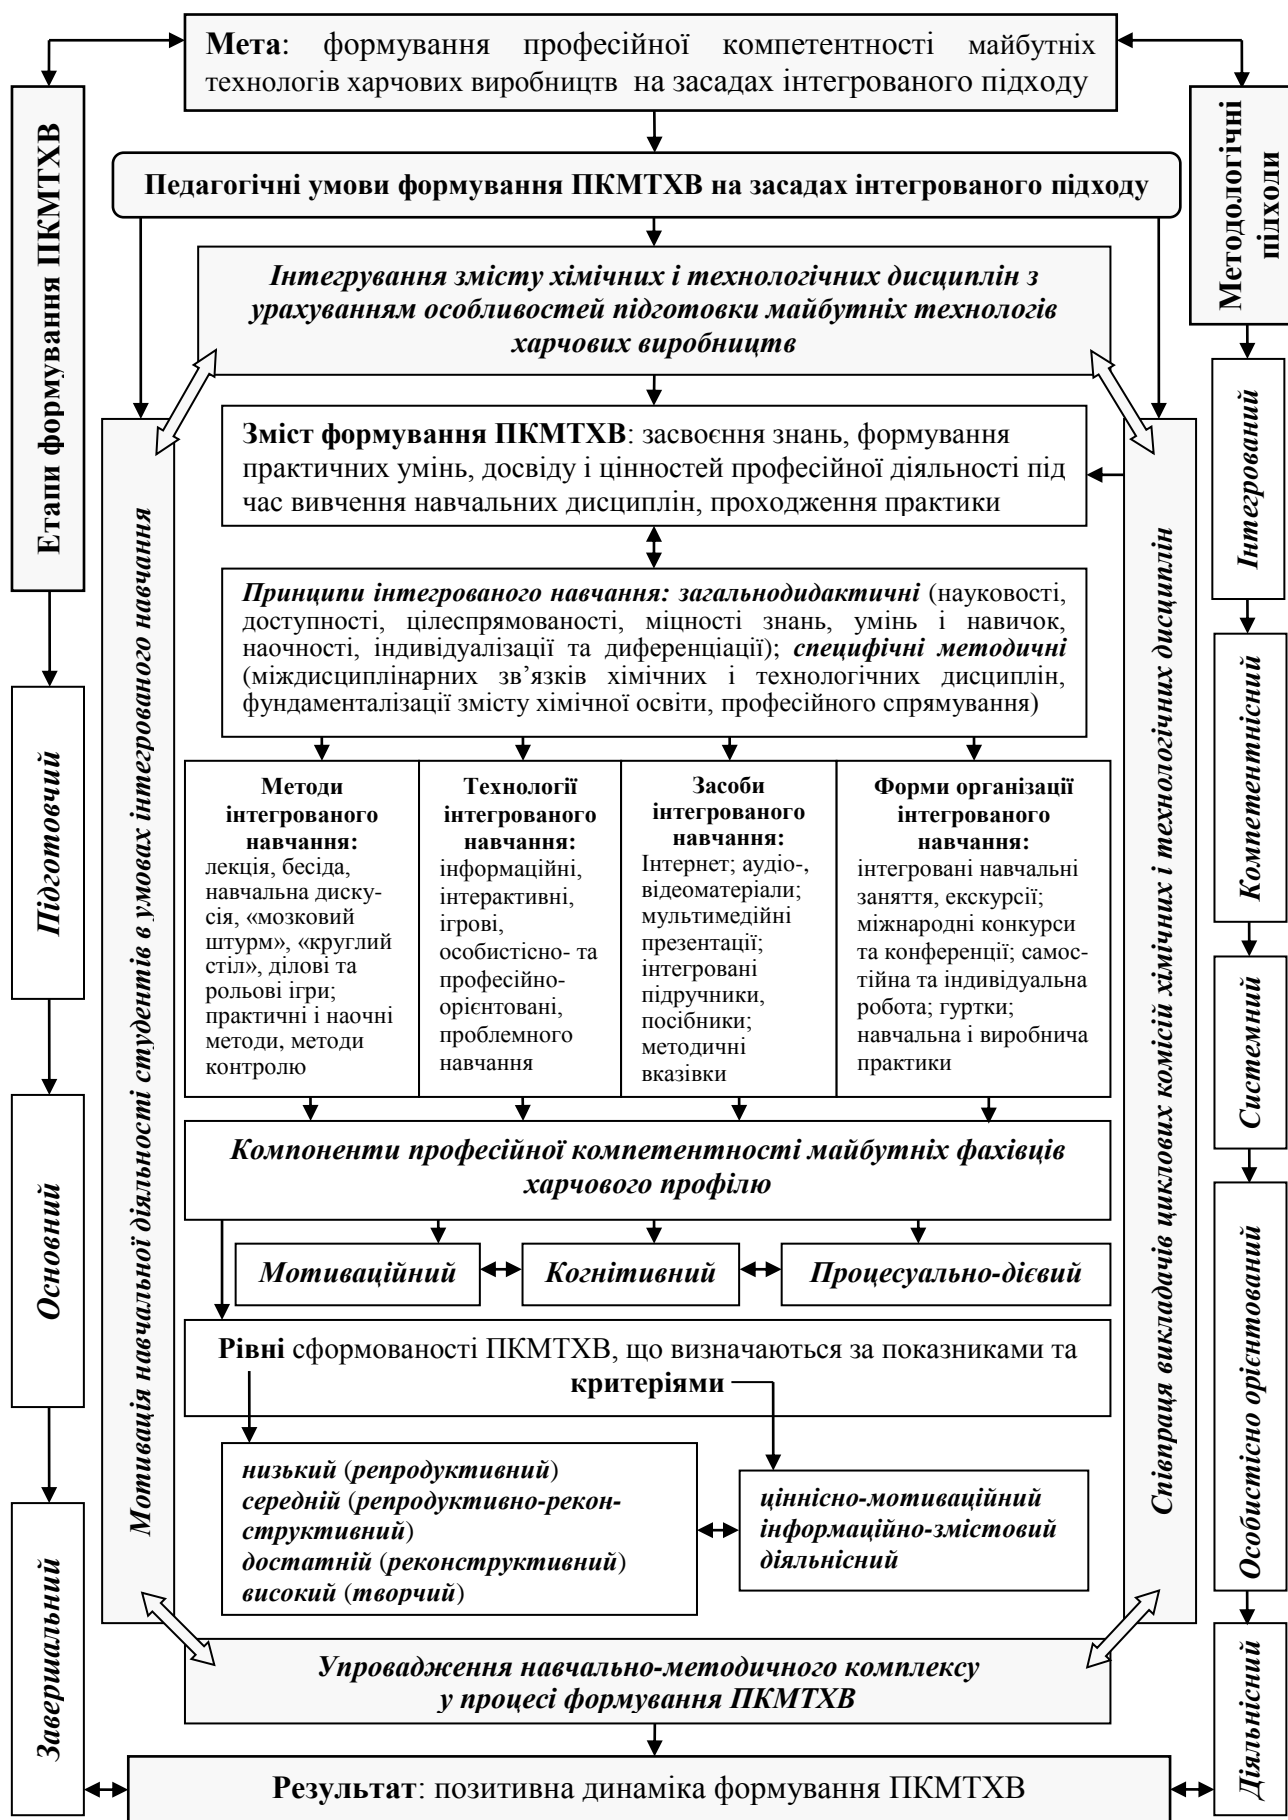 Мета: формування професійної компетентності майбутніх
технологів харчових виробництв на засадах інтегрованого підходу
Етапи формування ПКМТХВ
Методологічні
підходи
Педагогічні умови формування ПКМТХВ на засадах інтегрованого підходу
Інтегрування змісту хімічних і технологічних дисциплін з
урахуванням особливостей підготовки майбутніх технологів
харчових виробництв
Мотивація навчальної діяльності студентів в умовах інтегрованого навчання
Співпраця викладачів циклових комісій хімічних і технологічних дисциплін
Зміст формування ПКМТХВ: засвоєння знань, формування
практичних умінь, досвіду і цінностей професійної діяльності під
час вивчення навчальних дисциплін, проходження практики
Принципи інтегрованого навчання: загальнодидактичні (науковості,
доступності, цілеспрямованості, міцності знань, умінь і навичок,
наочності, індивідуалізації та диференціації); специфічні методичні
(міждисциплінарних зв’язків хімічних і технологічних дисциплін,
фундаменталізації змісту хімічної освіти, професійного спрямування)
Методи
інтегрованого
навчання:
лекція, бесіда,
навчальна диску-
сія, «мозковий
штурм», «круглий
стіл», ділові та
рольові ігри;
практичні і наочні
методи, методи
контролю
Технології
інтегрованого
навчання:
інформаційні,
інтерактивні,
ігрові,
особистісно- та
професійно-
орієнтовані,
проблемного
навчання
Засоби
інтегрованого
навчання:
Інтернет; аудіо-,
відеоматеріали;
мультимедійні
презентації;
інтегровані
підручники,
посібники;
методичні
вказівки
Форми організації
інтегрованого
навчання:
інтегровані навчальні
заняття, екскурсії;
міжнародні конкурси
та конференції; самос-
тійна та індивідуальна
робота; гуртки;
навчальна і виробнича
практики
Компоненти професійної компетентності майбутніх фахівців
харчового профілю
Мотиваційний
Когнітивний
Процесуально-дієвий
Рівні сформованості ПКМТХВ, що визначаються за показниками та
критеріями
низький (репродуктивний)
середній (репродуктивно-рекон-
структивний)
достатній (реконструктивний)
високий (творчий)
ціннісно-мотиваційний
інформаційно-змістовий
діяльнісний
Упровадження навчально-методичного комплексу
у процесі формування ПКМТХВ
Підготовчий
Основний
Завершальний
Інтегрований
Компетентнісний
Системний
Особистісно орієнтований
Діяльнісний
Результат: позитивна динаміка формування ПКМТХВ